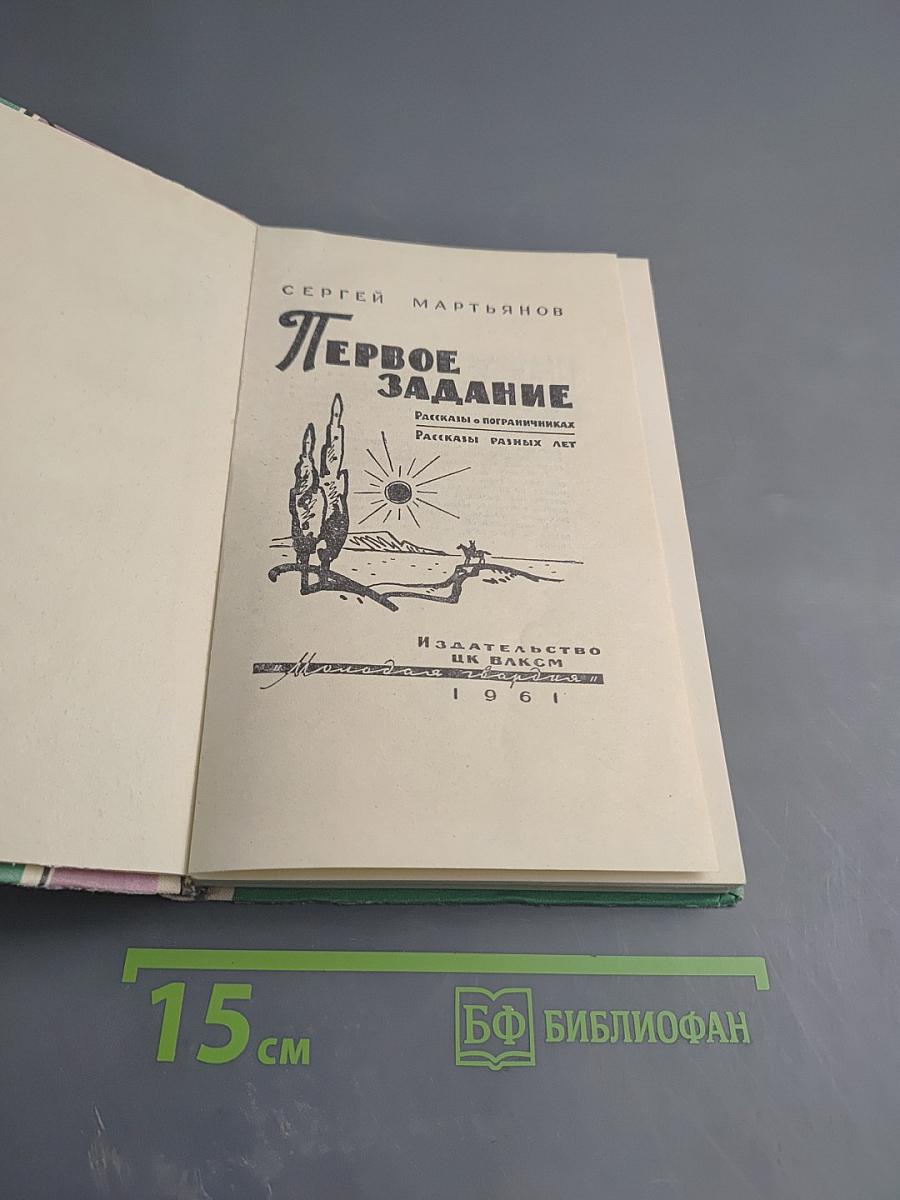 СЕРГЕЙ МАРТЬЯНОВ
ПЕРВОЕ
ЗАДАНИЕ
РАССКАЗЫ о ПОГРАНИЧНИКАХ
РАССКАЗЫ РАЗНЫХ ЛЕТ
ИЗДАТЕЛЬСТВО
ЦК ВЛКСМ
"Молодая гвардия"
1961
15 см
БФ БИБЛИОФАН